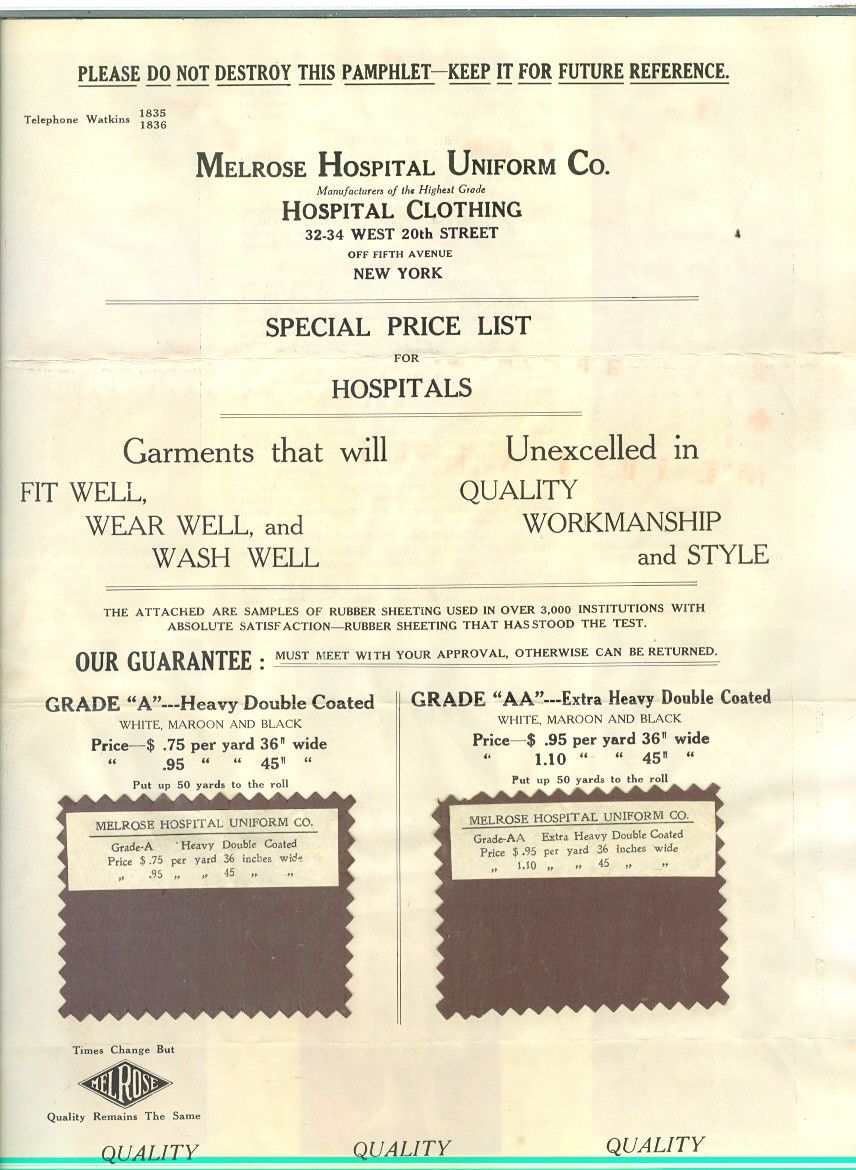 PLEASE DO NOT DESTROY THIS PAMPHLET—KEEP IT FOR FUTURE REFERENCE.
Telephone Watkins 1835
1836
MELROSE HOSPITAL UNIFORM CO.
Manufacturers of the Highest Grade
HOSPITAL CLOTHING
32-34 WEST 20th STREET
OFF FIFTH AVENUE
NEW YORK
SPECIAL PRICE LIST
FOR
HOSPITALS
Garments that will
FIT WELL,
WEAR WELL, and
WASH WELL
Unexcelled in
QUALITY
WORKMANSHIP
and STYLE
THE ATTACHED ARE SAMPLES OF RUBBER SHEETING USED IN OVER 3,000 INSTITUTIONS WITH
ABSOLUTE SATISFACTION—RUBBER SHEETING THAT HAS STOOD THE TEST.
OUR GUARANTEE: MUST MEET WITH YOUR APPROVAL, OTHERWISE CAN BE RETURNED.
GRADE "A"---Heavy Double Coated
WHITE, MAROON AND BLACK
Price—$ .75 per yard 36" wide
" .95 " " 45" "
Put up 50 yards to the roll
MELROSE HOSPITAL UNIFORM CO.
Grade-A Heavy Double Coated
Price $.75 per yard 36 inches wide
„ .95 „ „ 45 „ „
GRADE "AA"---Extra Heavy Double Coated
WHITE, MAROON AND BLACK
Price—$ .95 per yard 36" wide
" 1.10 " " 45" "
Put up 50 yards to the roll
MELROSE HOSPITAL UNIFORM CO.
Grade-AA Extra Heavy Double Coated
Price $.95 per yard 36 inches wide
„ 1.10 „ „ 45 „ „
Times Change But
MELROSE
Quality Remains The Same
QUALITY QUALITY QUALITY